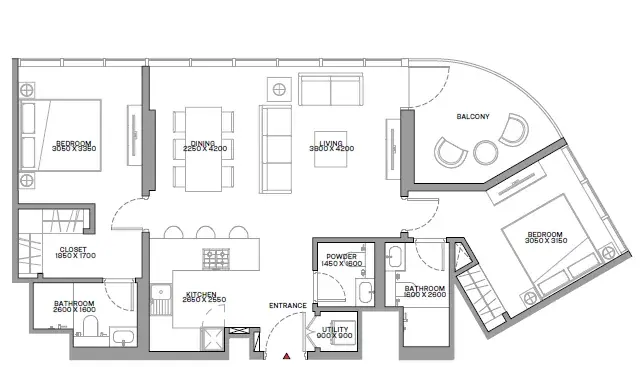 BALCONY
BEDROOM
3050 X 3350
DINING
2250 X 4200
LIVING
3800 X 4200
BEDROOM
3050 X 3150
CLOSET
1850 X 1700
POWDER
1450 X 1600
BATHROOM
1600 X 2600
KITCHEN
2650 X 2550
BATHROOM
2600 X 1600
ENTRANCE
UTILITY
900 X 900